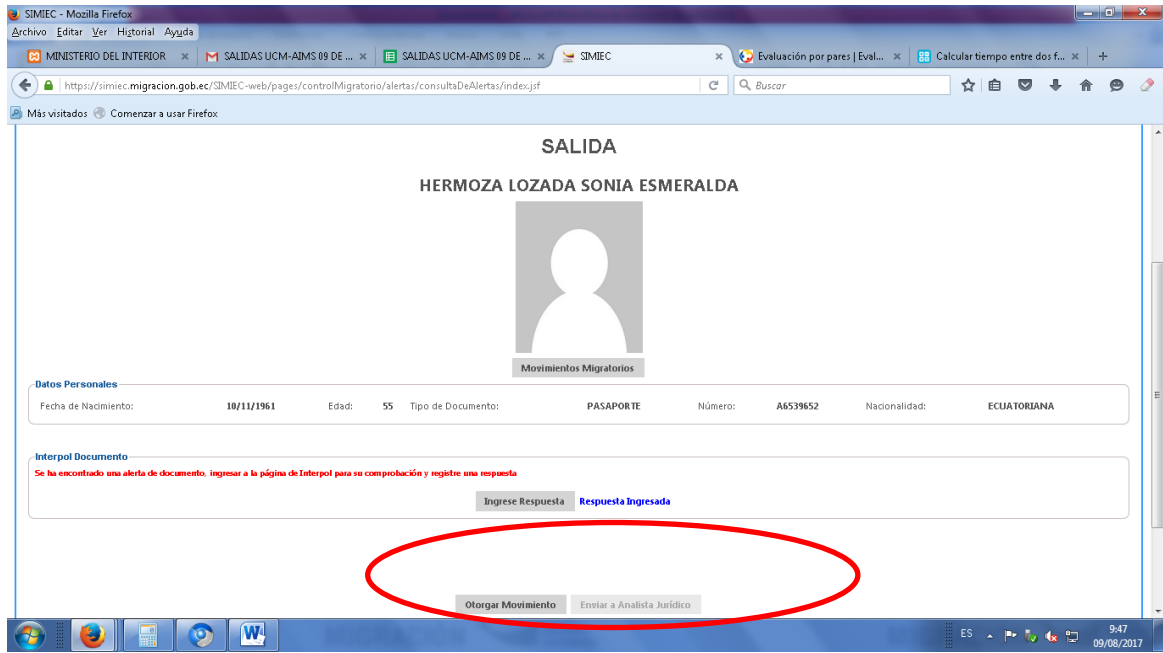 SIMIEC - Mozilla Firefox
Archivo Editar Ver Historial Ayuda
MINISTERIO DEL INTERIOR
SALIDAS UCM-AIMS 09 DE ...
SALIDAS UCM-AIMS 09 DE ...
SIMIEC
Evaluación por pares | Eval...
Calcular tiempo entre dos f...
https://simiec.migracion.gob.ec/SIMIEC-web/pages/controlMigratorio/alertas/consultaDeAlertas/index.jsf
Buscar
Más visitados Comenzar a usar Firefox
SALIDA
HERMOZA LOZADA SONIA ESMERALDA
Movimientos Migratorios
Datos Personales
Fecha de Nacimiento: 10/11/1961 Edad: 55 Tipo de Documento: PASAPORTE Número: A6539652 Nacionalidad: ECUATORIANA
Interpol Documento
Se ha encontrado una alerta de documento, ingresar a la página de Interpol para su comprobación y registre una respuesta
Ingrese Respuesta Respuesta Ingresada
Otorgar Movimiento Enviar a Analista Jurídico
ES
9:47
09/08/2017